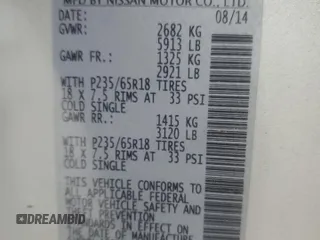 MFD BY NISSAN MOTOR CO., LTD.
DATE: 08/14
GVWR: 2682 KG
5913 LB
GAWR FR.: 1325 KG
2921 LB
WITH P235/65R18 TIRES
18 X 7.5 RIMS AT 33 PSI
COLD SINGLE
GAWR RR.: 1415 KG
3120 LB
WITH P235/65R18 TIRES
18 X 7.5 RIMS AT 33 PSI
COLD SINGLE
THIS VEHICLE CONFORMS TO
ALL APPLICABLE FEDERAL
MOTOR VEHICLE SAFETY AND
PREVENTION
STANDARDS IN EFFECT ON
THE DATE OF MANUFACTURE
DREAMBID